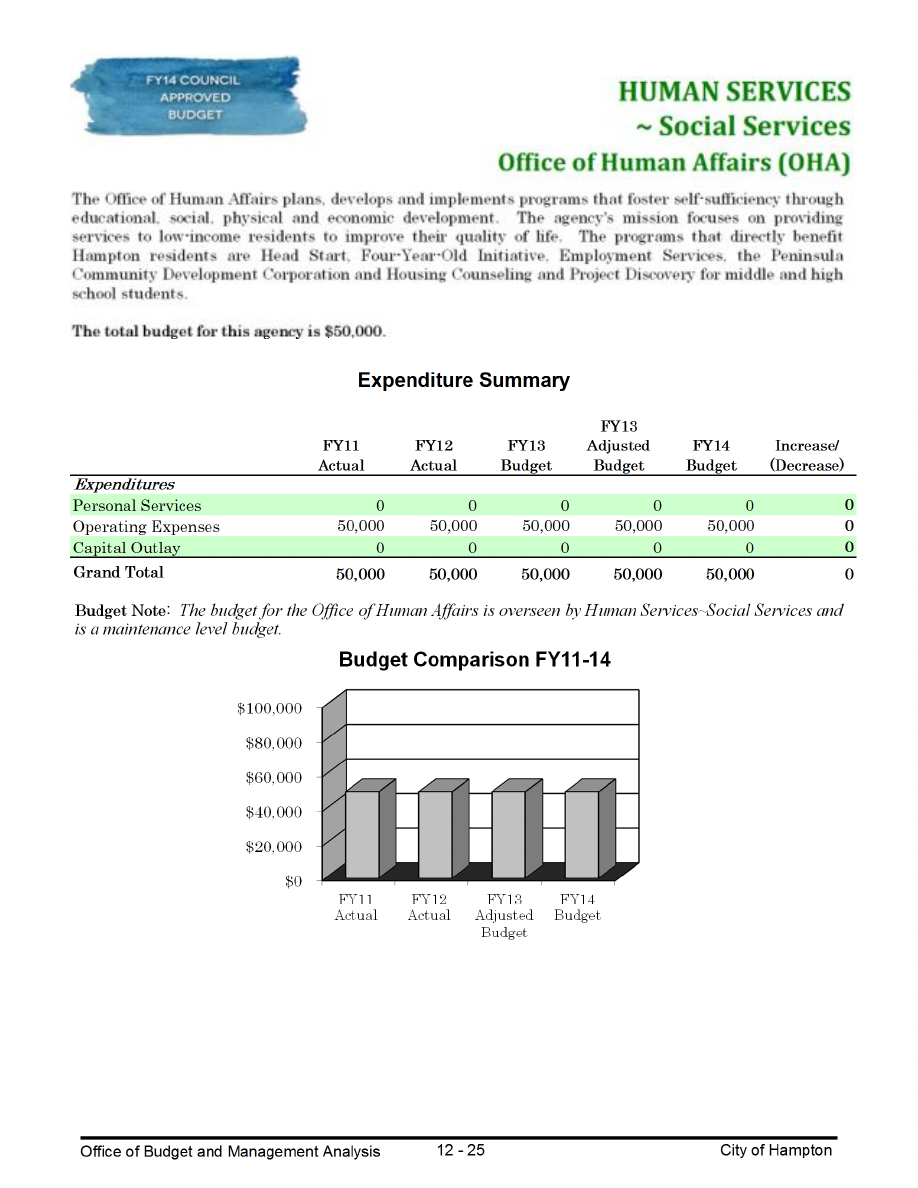 FY14 COUNCIL
APPROVED
BUDGET
HUMAN SERVICES
~ Social Services
Office of Human Affairs (OHA)
The Office of Human Affairs plans, develops and implements programs that foster self-sufficiency through
educational, social, physical and economic development. The agency's mission focuses on providing
services to low-income residents to improve their quality of life. The programs that directly benefit
Hampton residents are Head Start, Four-Year-Old Initiative, Employment Services, the Peninsula
Community Development Corporation and Housing Counseling and Project Discovery for middle and high
school students.
The total budget for this agency is $50,000.
Expenditure Summary
FY11 Actual FY12 Actual FY13 Budget FY13 Adjusted Budget FY14 Budget Increase/ (Decrease)
Expenditures
Personal Services 0 0 0 0 0 0
Operating Expenses 50,000 50,000 50,000 50,000 50,000 0
Capital Outlay 0 0 0 0 0 0
Grand Total 50,000 50,000 50,000 50,000 50,000 0
Budget Note: The budget for the Office of Human Affairs is overseen by Human Services~Social Services and
is a maintenance level budget.
Budget Comparison FY11-14
$100,000
$80,000
$60,000
$40,000
$20,000
$0
FY11 Actual FY12 Actual FY13 Adjusted Budget FY14 Budget
Office of Budget and Management Analysis 12 - 25 City of Hampton